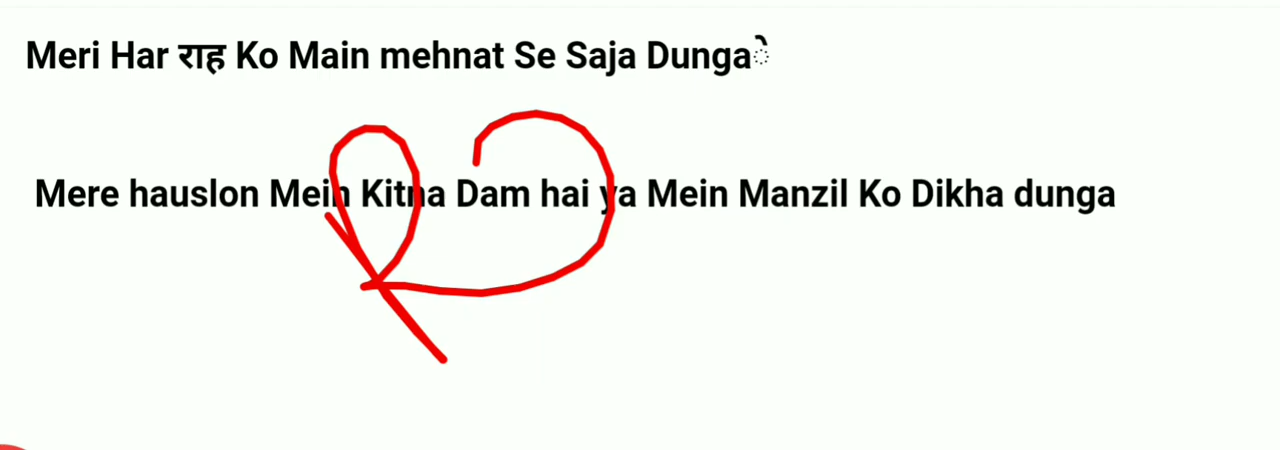 Meri Har राह Ko Main mehnat Se Saja Dungaे
Mere hauslon Mein Kitna Dam hai ya Mein Manzil Ko Dikha dunga